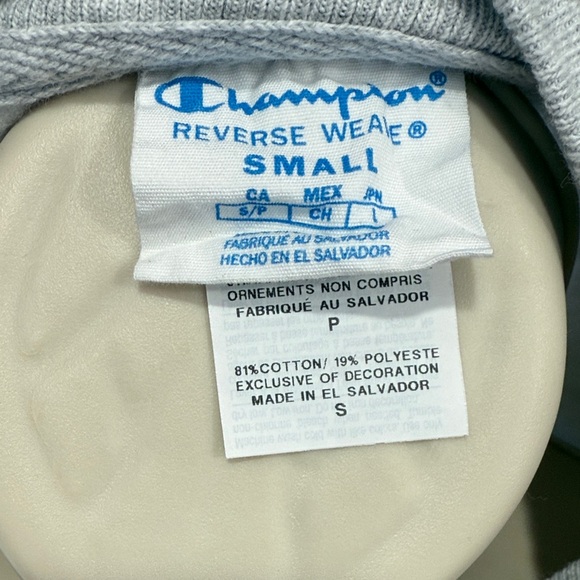 Champion®
REVERSE WEAVE®
SMALL
CA MEX JPN
S/P CH L
FABRIQUÉ AU SALVADOR
HECHO EN EL SALVADOR
ORNEMENTS NON COMPRIS
FABRIQUÉ AU SALVADOR
P
81%COTTON/ 19% POLYESTE
EXCLUSIVE OF DECORATION
MADE IN EL SALVADOR
S